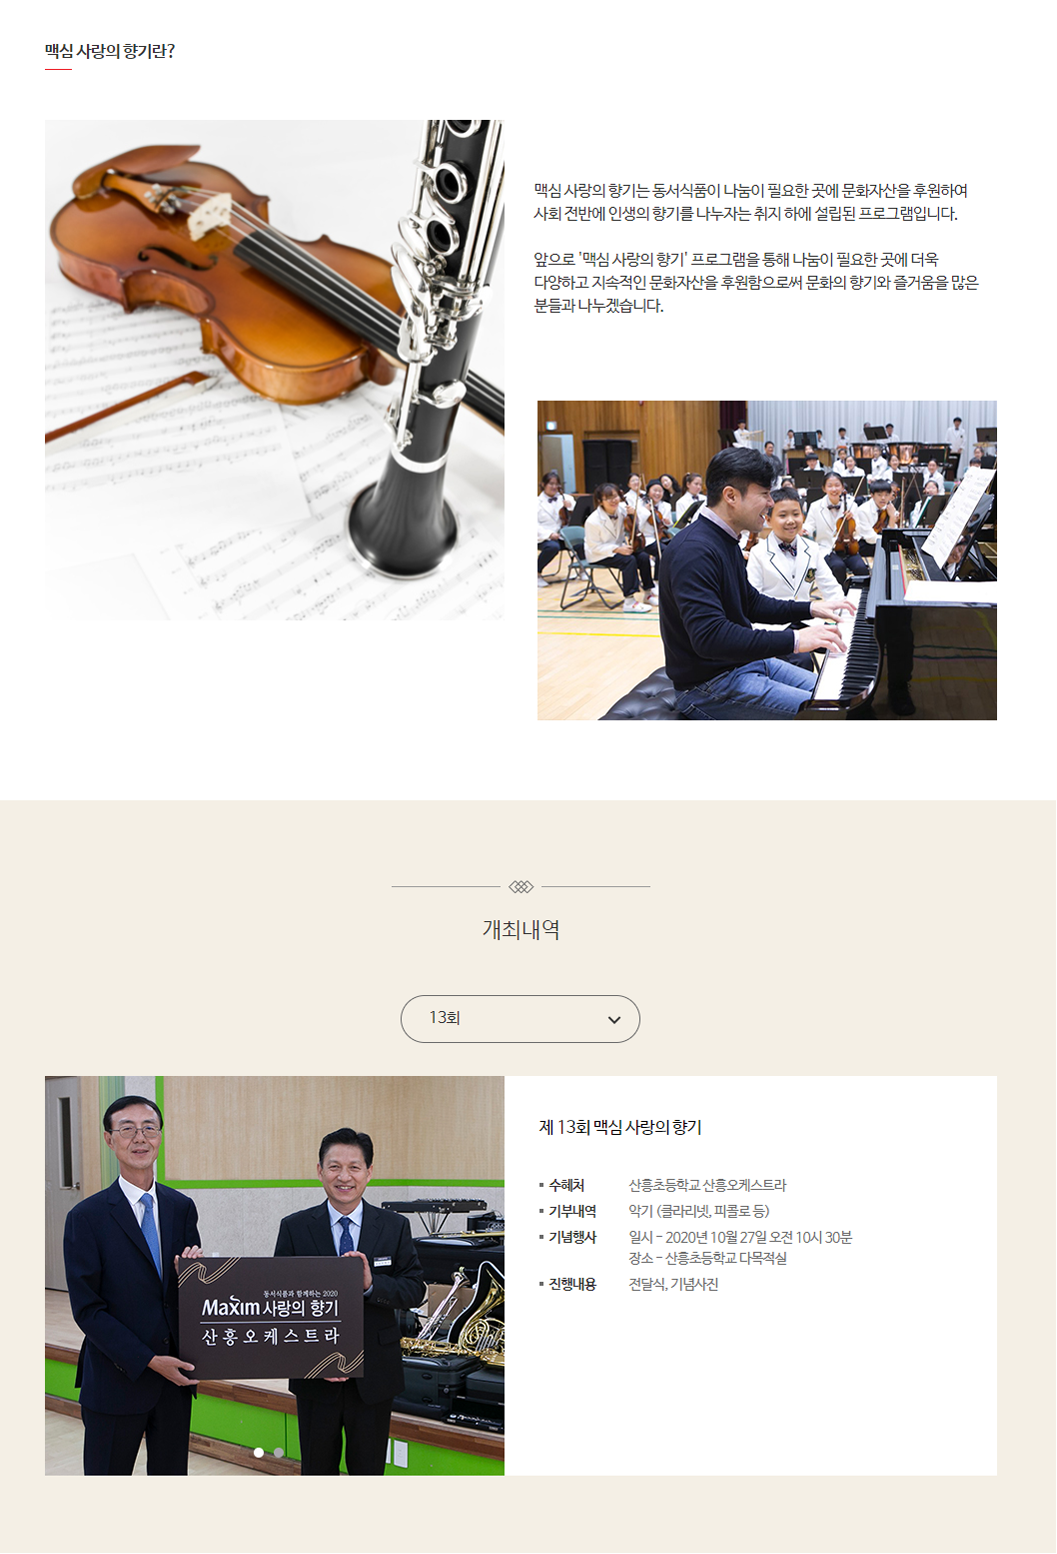 맥심 사랑의 향기란?
맥심 사랑의 향기는 동서식품이 나눔이 필요한 곳에 문화자산을 후원하여
사회 전반에 인생의 향기를 나누자는 취지 하에 설립된 프로그램입니다.
앞으로 '맥심 사랑의 향기' 프로그램을 통해 나눔이 필요한 곳에 더욱
다양하고 지속적인 문화자산을 후원함으로써 문화의 향기와 즐거움을 많은
분들과 나누겠습니다.
개최내역
13회
동서식품과 함께하는 2020
Maxim 사랑의 향기
산흥오케스트라
제 13회 맥심 사랑의 향기
수혜처 산흥초등학교 산흥오케스트라
기부내역 악기 (클라리넷, 피콜로 등)
기념행사 일시 - 2020년 10월 27일 오전 10시 30분
장소 - 산흥초등학교 다목적실
진행내용 전달식, 기념사진